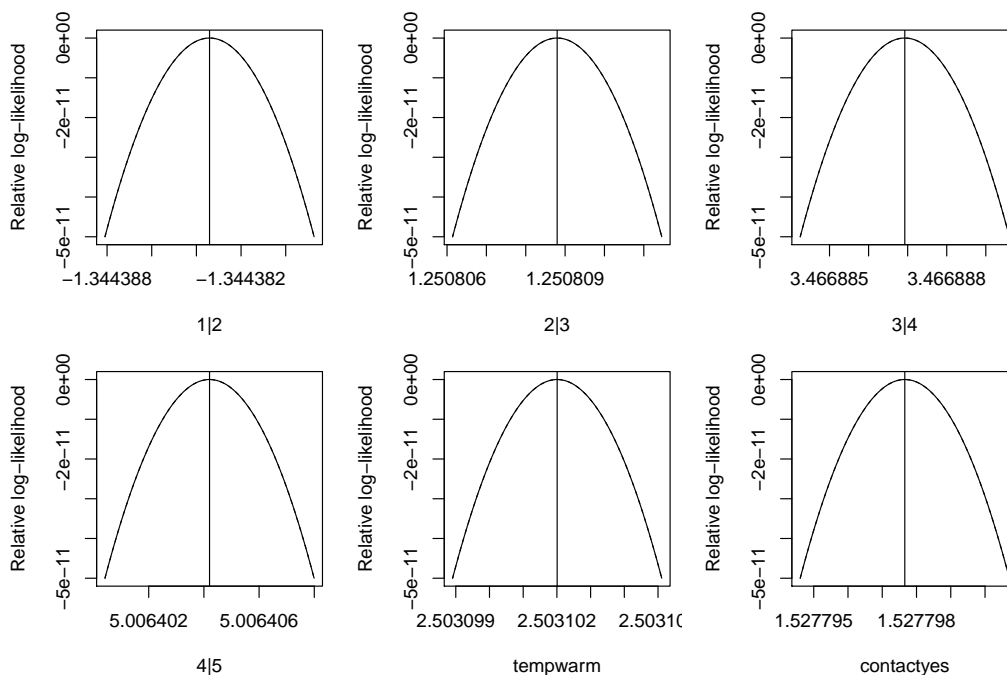 Relative log−likelihood
0e+00
−2e−11
−5e−11
−1.344388
−1.344382
1|2
Relative log−likelihood
0e+00
−2e−11
−5e−11
1.250806
1.250809
2|3
Relative log−likelihood
0e+00
−2e−11
−5e−11
3.466885
3.466888
3|4
Relative log−likelihood
0e+00
−2e−11
−5e−11
5.006402
5.006406
4|5
Relative log−likelihood
0e+00
−2e−11
−5e−11
2.503099
2.503102
2.50310
tempwarm
Relative log−likelihood
0e+00
−2e−11
−5e−11
1.527795
1.527798
contactyes